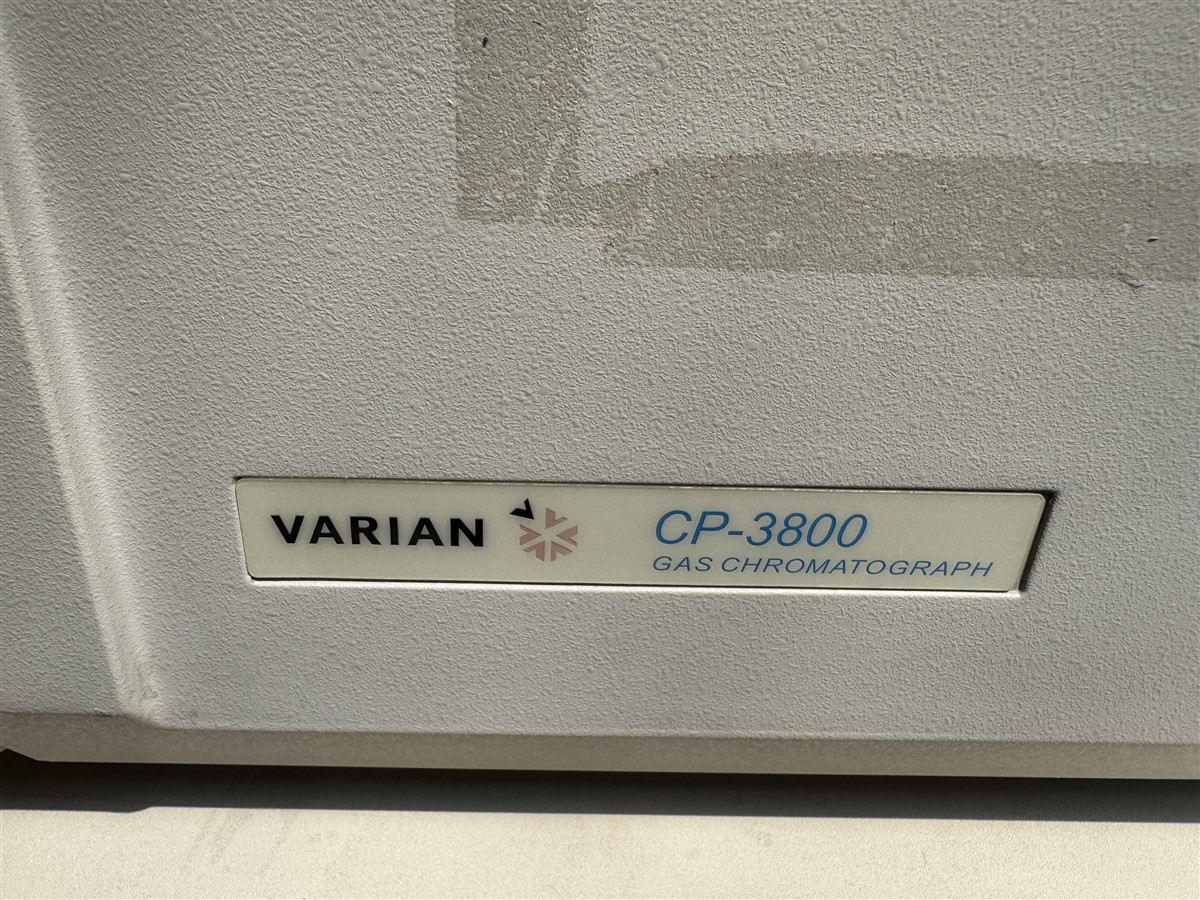 VARIAN
CP-3800
GAS CHROMATOGRAPH